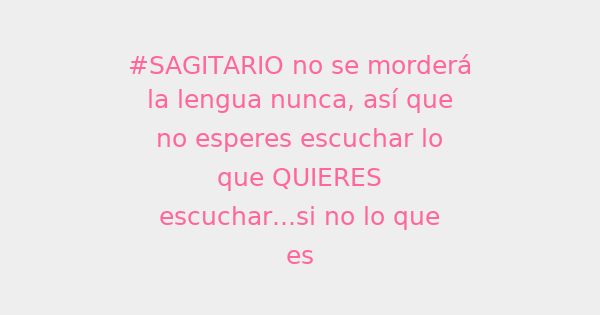 #SAGITARIO no se morderá
la lengua nunca, así que
no esperes escuchar lo
que QUIERES
escuchar...si no lo que
es